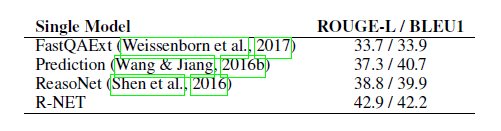 Single Model ROUGE-L / BLEU1
FastQAExt (Weissenborn et al., 2017) 33.7 / 33.9
Prediction (Wang & Jiang, 2016b) 37.3 / 40.7
ReasoNet (Shen et al., 2016) 38.8 / 39.9
R-NET 42.9 / 42.2